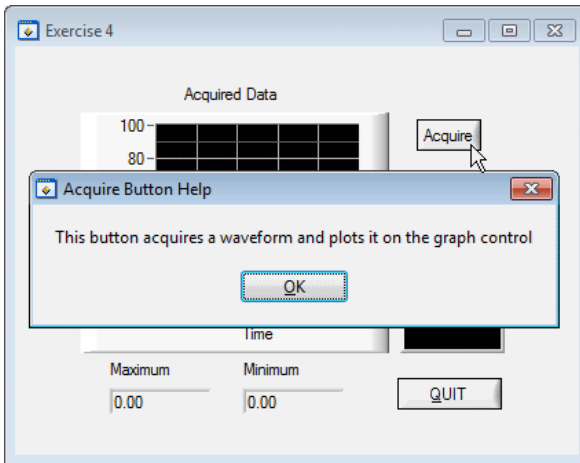 Exercise 4
Acquired Data
100
Acquire
80
Acquire Button Help
This button acquires a waveform and plots it on the graph control
OK
Time
Maximum Minimum
0.00 0.00
QUIT